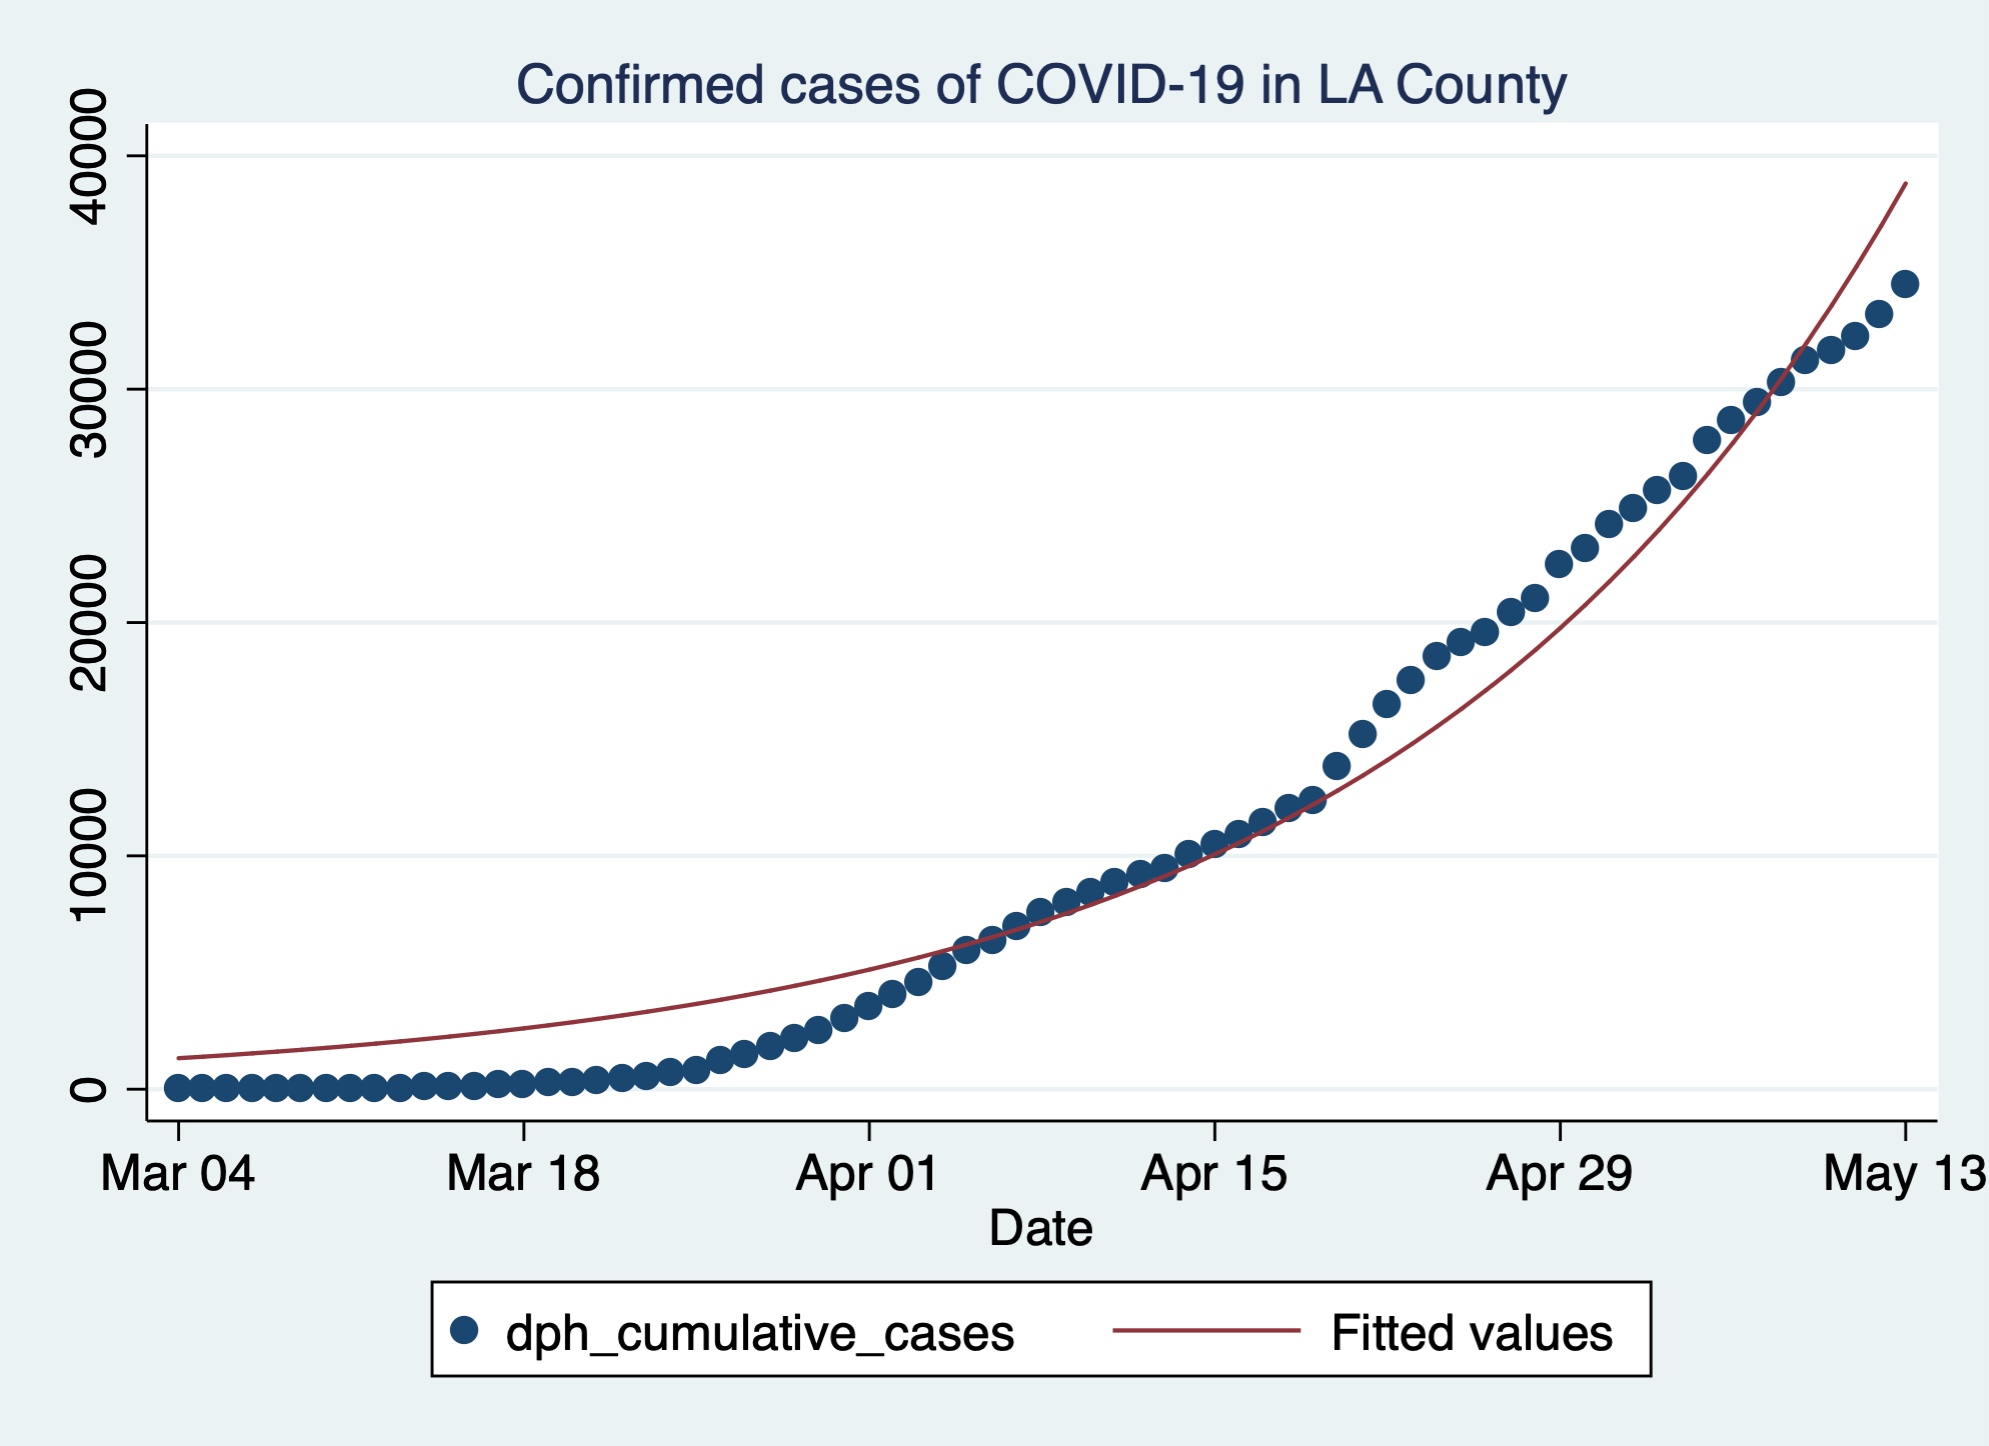 Confirmed cases of COVID-19 in LA County
40000
30000
20000
10000
0
Mar 04 Mar 18 Apr 01 Apr 15 Apr 29 May 13
Date
dph_cumulative_cases Fitted values